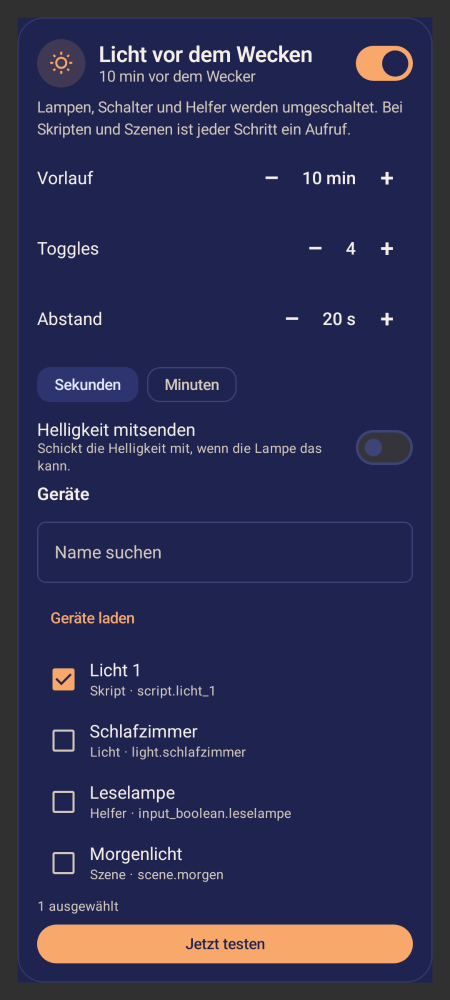 Licht vor dem Wecken
10 min vor dem Wecker
Lampen, Schalter und Helfer werden umgeschaltet. Bei
Skripten und Szenen ist jeder Schritt ein Aufruf.
Vorlauf − 10 min +
Toggles − 4 +
Abstand − 20 s +
Sekunden Minuten
Helligkeit mitsenden
Schickt die Helligkeit mit, wenn die Lampe das
kann.
Geräte
Name suchen
Geräte laden
Licht 1
Skript · script.licht_1
Schlafzimmer
Licht · light.schlafzimmer
Leselampe
Helfer · input_boolean.leselampe
Morgenlicht
Szene · scene.morgen
1 ausgewählt
Jetzt testen